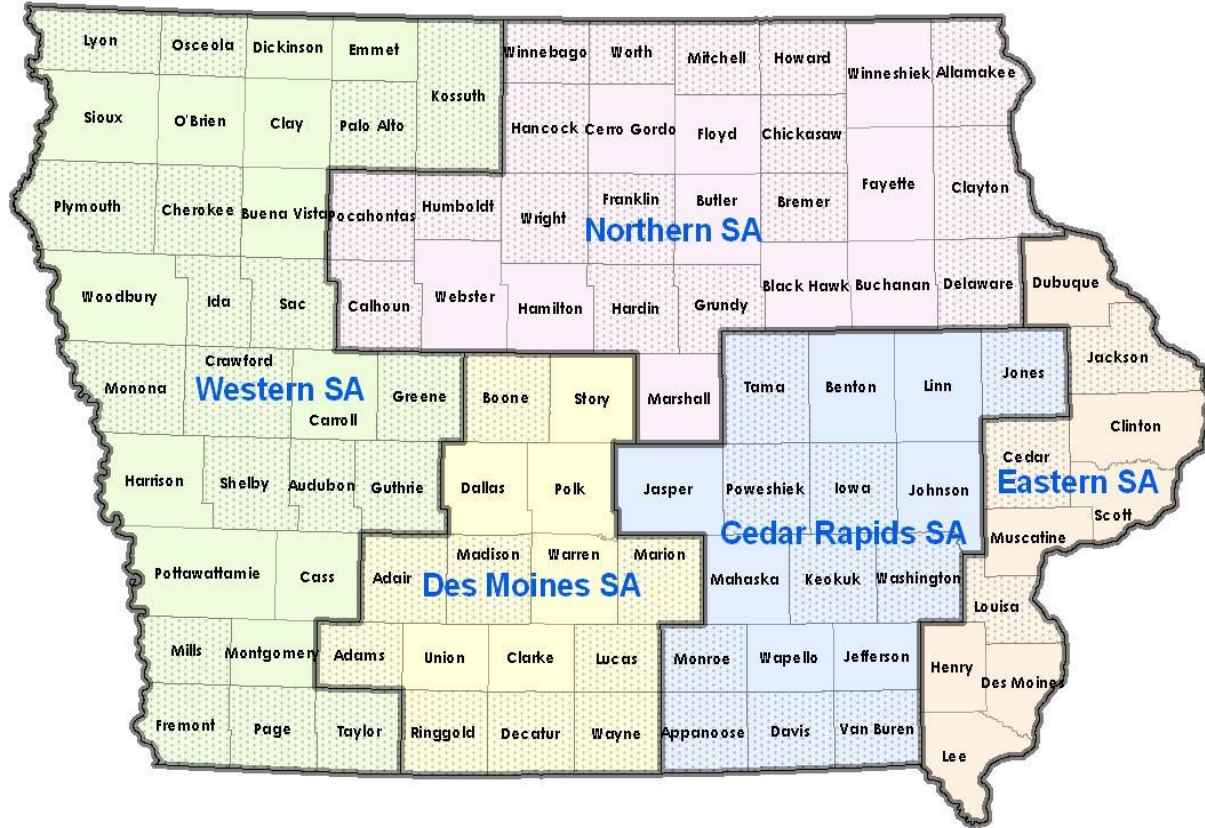 Lyon
Osceola
Dickinson
Emmet
Kossuth
Winnebago
Worth
Mitchell
Howard
Winneshiek
Allamakee
Sioux
O'Brien
Clay
Palo Alto
Hancock
Cerro Gordo
Floyd
Chickasaw
Plymouth
Cherokee
Buena Vista
Pocahontas
Humboldt
Wright
Franklin
Butler
Bremer
Fayette
Clayton
Northern SA
Woodbury
Ida
Sac
Calhoun
Webster
Hamilton
Hardin
Grundy
Black Hawk
Buchanan
Delaware
Dubuque
Monona
Crawford
Western SA
Carroll
Greene
Boone
Story
Marshall
Tama
Benton
Linn
Jones
Jackson
Clinton
Harrison
Shelby
Audubon
Guthrie
Dallas
Polk
Jasper
Poweshiek
Iowa
Johnson
Cedar
Eastern SA
Scott
Cedar Rapids SA
Muscatine
Pottawattamie
Cass
Adair
Madison
Warren
Marion
Des Moines SA
Mahaska
Keokuk
Washington
Louisa
Mills
Montgomery
Adams
Union
Clarke
Lucas
Monroe
Wapello
Jefferson
Henry
Des Moines
Fremont
Page
Taylor
Ringgold
Decatur
Wayne
Appanoose
Davis
Van Buren
Lee